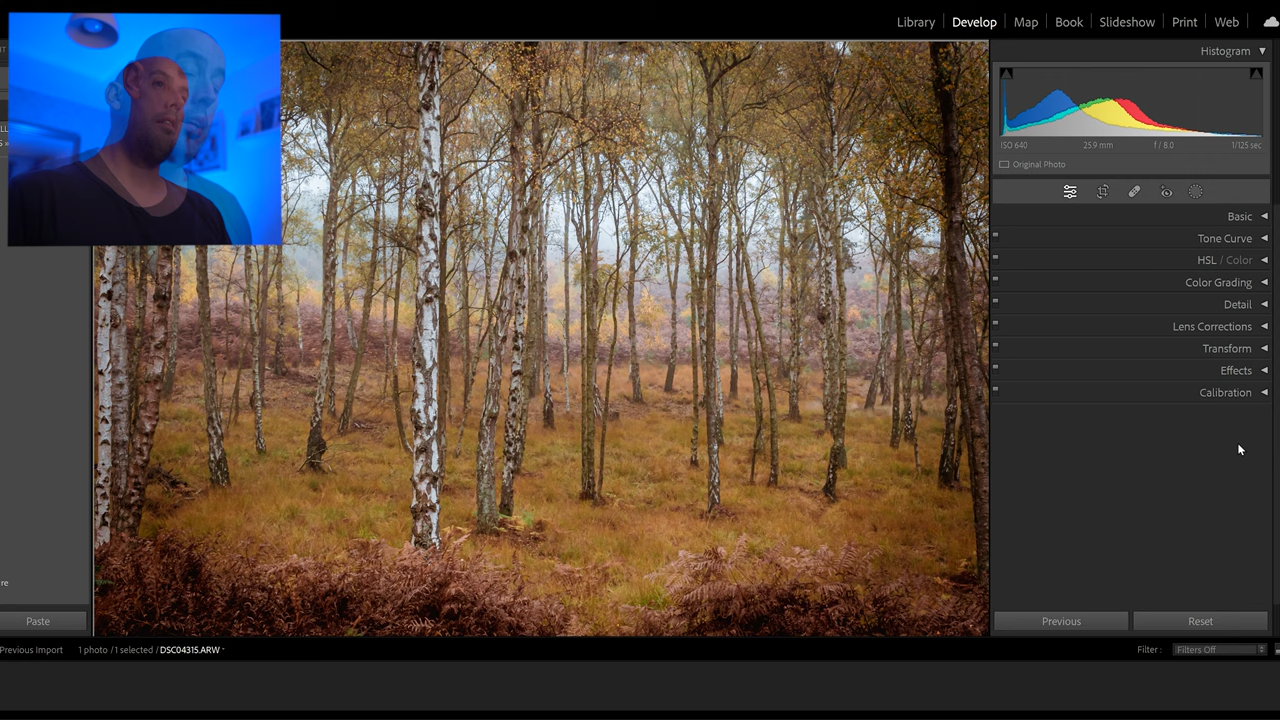 Library | Develop | Map | Book | Slideshow | Print | Web
Histogram
ISO 640 25.9 mm f / 8.0 1/125 sec
Original Photo
Basic
Tone Curve
HSL / Color
Color Grading
Detail
Lens Corrections
Transform
Effects
Calibration
re
Paste
Previous
Reset
Previous Import 1 photo / 1 selected / DSC04315.ARW
Filter : Filters Off